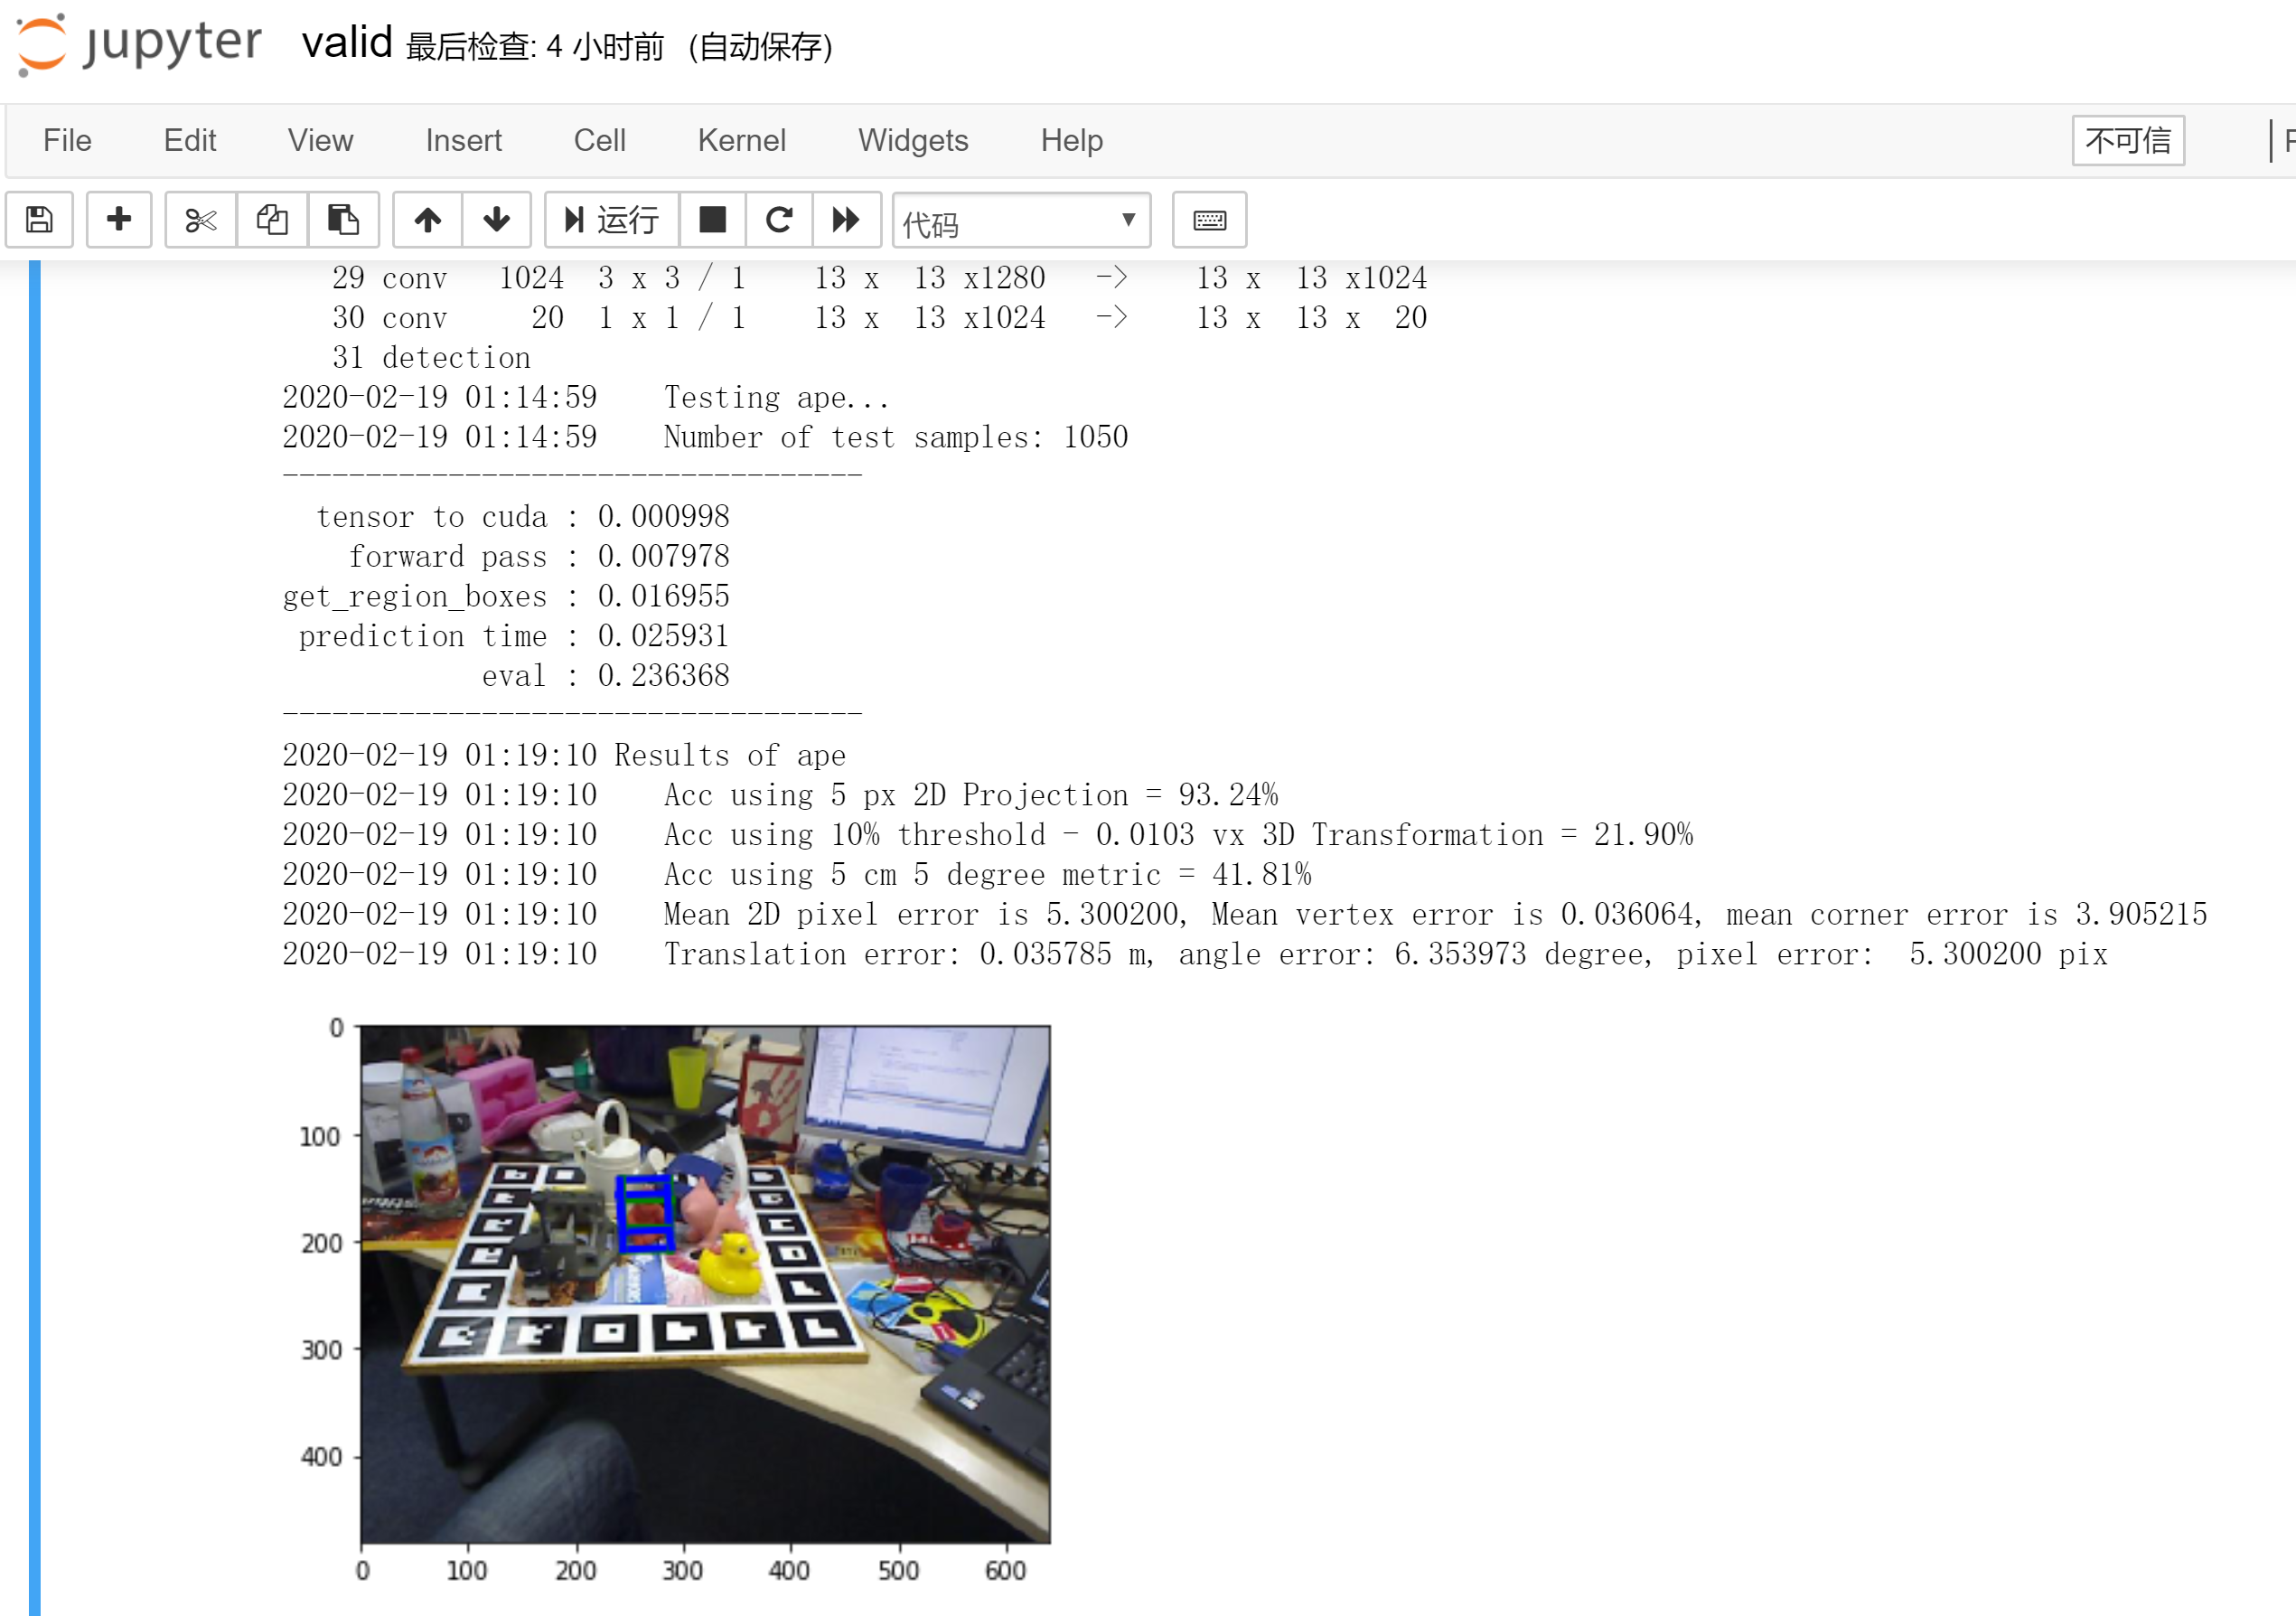 jupyter valid 最后检查: 4 小时前 (自动保存)
File Edit View Insert Cell Kernel Widgets Help 不可信
运行 代码
29 conv 1024 3 x 3 / 1 13 x 13 x1280 -> 13 x 13 x1024
30 conv 20 1 x 1 / 1 13 x 13 x1024 -> 13 x 13 x 20
31 detection
2020-02-19 01:14:59 Testing ape...
2020-02-19 01:14:59 Number of test samples: 1050
-----------------------------------
tensor to cuda : 0.000998
forward pass : 0.007978
get_region_boxes : 0.016955
prediction time : 0.025931
eval : 0.236368
-----------------------------------
2020-02-19 01:19:10 Results of ape
2020-02-19 01:19:10 Acc using 5 px 2D Projection = 93.24%
2020-02-19 01:19:10 Acc using 10% threshold - 0.0103 vx 3D Transformation = 21.90%
2020-02-19 01:19:10 Acc using 5 cm 5 degree metric = 41.81%
2020-02-19 01:19:10 Mean 2D pixel error is 5.300200, Mean vertex error is 0.036064, mean corner error is 3.905215
2020-02-19 01:19:10 Translation error: 0.035785 m, angle error: 6.353973 degree, pixel error: 5.300200 pix
0
100
200
300
400
0 100 200 300 400 500 600